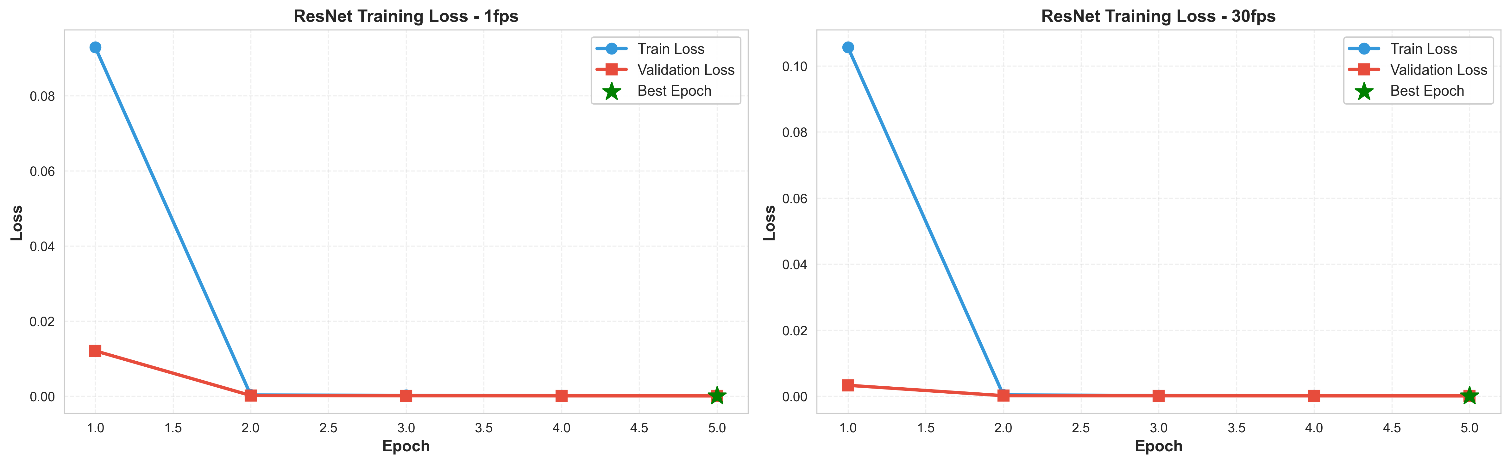 ResNet Training Loss - 1fps
Train Loss
Validation Loss
Best Epoch
0.08
0.06
0.04
0.02
0.00
Loss
1.0 1.5 2.0 2.5 3.0 3.5 4.0 4.5 5.0
Epoch
ResNet Training Loss - 30fps
Train Loss
Validation Loss
Best Epoch
0.10
0.08
0.06
0.04
0.02
0.00
Loss
1.0 1.5 2.0 2.5 3.0 3.5 4.0 4.5 5.0
Epoch